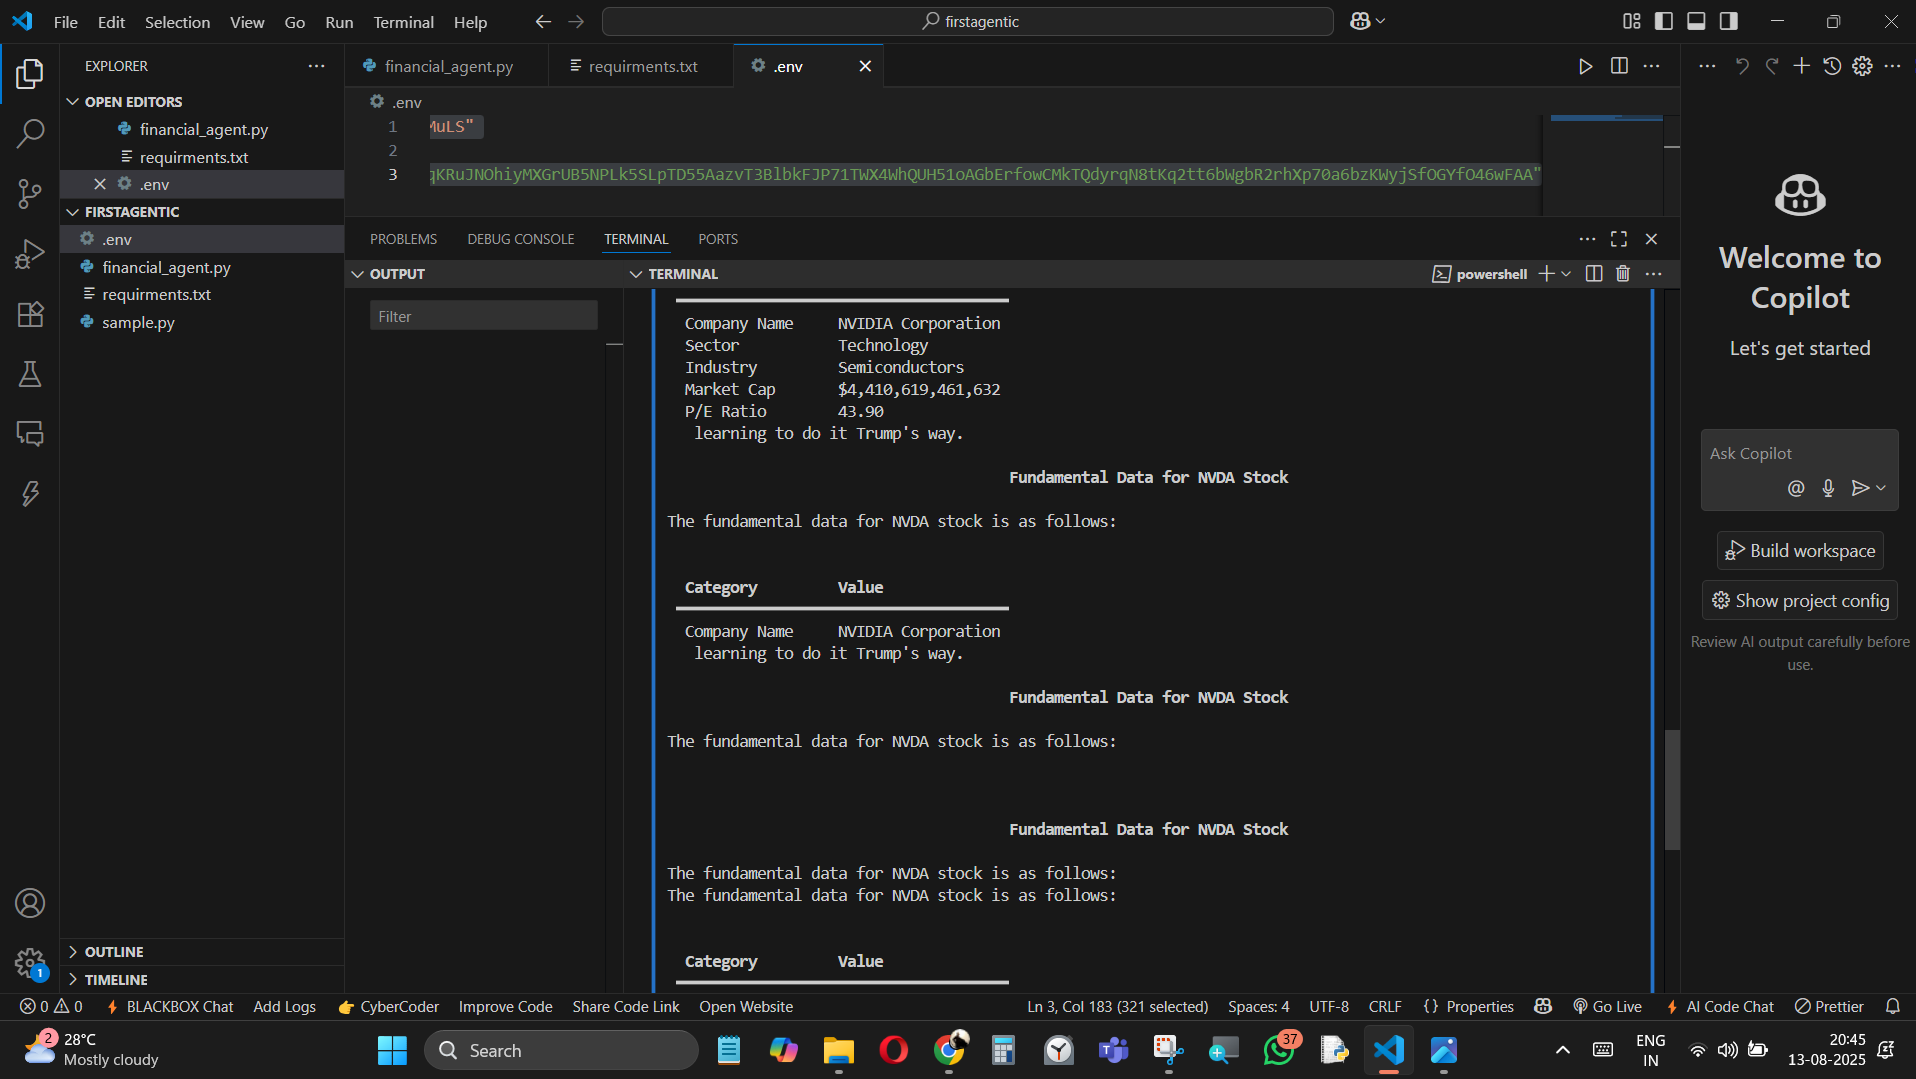 File Edit Selection View Go Run Terminal Help
firstagentic
EXPLORER
OPEN EDITORS
financial_agent.py
requirments.txt
.env
FIRSTAGENTIC
.env
financial_agent.py
requirments.txt
sample.py
OUTLINE
TIMELINE
financial_agent.py requirments.txt .env
.env
1
2
3
PROBLEMS DEBUG CONSOLE TERMINAL PORTS
OUTPUT
Filter
TERMINAL
powershell
Company Name NVIDIA Corporation
Sector Technology
Industry Semiconductors
Market Cap $4,410,619,461,632
P/E Ratio 43.90
learning to do it Trump's way.
Fundamental Data for NVDA Stock
The fundamental data for NVDA stock is as follows:
Category Value
Company Name NVIDIA Corporation
learning to do it Trump's way.
Fundamental Data for NVDA Stock
The fundamental data for NVDA stock is as follows:
Fundamental Data for NVDA Stock
The fundamental data for NVDA stock is as follows:
The fundamental data for NVDA stock is as follows:
Category Value
Welcome to
Copilot
Let's get started
Ask Copilot
Build workspace
Show project config
Review AI output carefully before
use.
1
0 0 BLACKBOX Chat Add Logs CyberCoder Improve Code Share Code Link Open Website
Ln 3, Col 183 (321 selected) Spaces: 4 UTF-8 CRLF {} Properties Go Live AI Code Chat Prettier
2
28°C
Mostly cloudy
Search
37
ENG
IN
20:45
13-08-2025